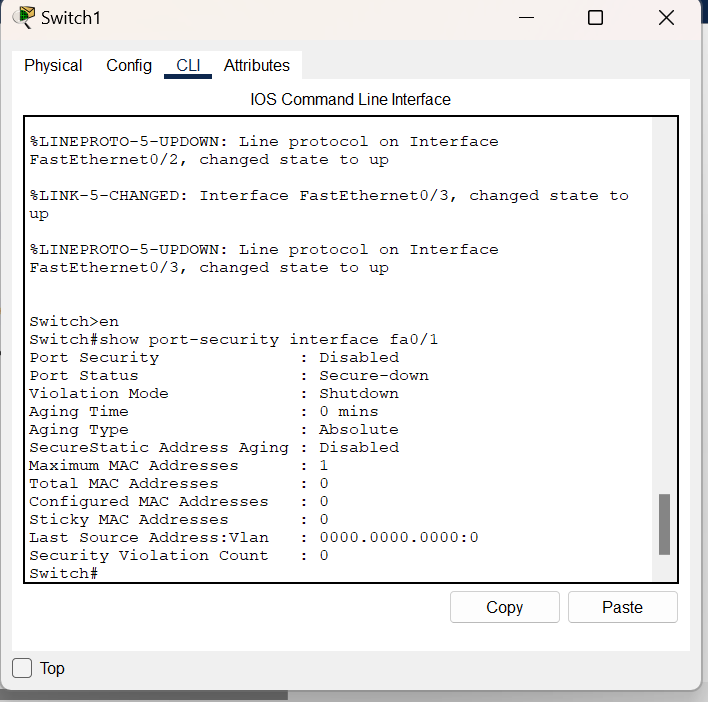 Switch1
Physical Config CLI Attributes
IOS Command Line Interface
%LINEPROTO-5-UPDOWN: Line protocol on Interface
FastEthernet0/2, changed state to up
%LINK-5-CHANGED: Interface FastEthernet0/3, changed state to
up
%LINEPROTO-5-UPDOWN: Line protocol on Interface
FastEthernet0/3, changed state to up
Switch>en
Switch#show port-security interface fa0/1
Port Security : Disabled
Port Status : Secure-down
Violation Mode : Shutdown
Aging Time : 0 mins
Aging Type : Absolute
SecureStatic Address Aging : Disabled
Maximum MAC Addresses : 1
Total MAC Addresses : 0
Configured MAC Addresses : 0
Sticky MAC Addresses : 0
Last Source Address:Vlan : 0000.0000.0000:0
Security Violation Count : 0
Switch#
Copy Paste
Top